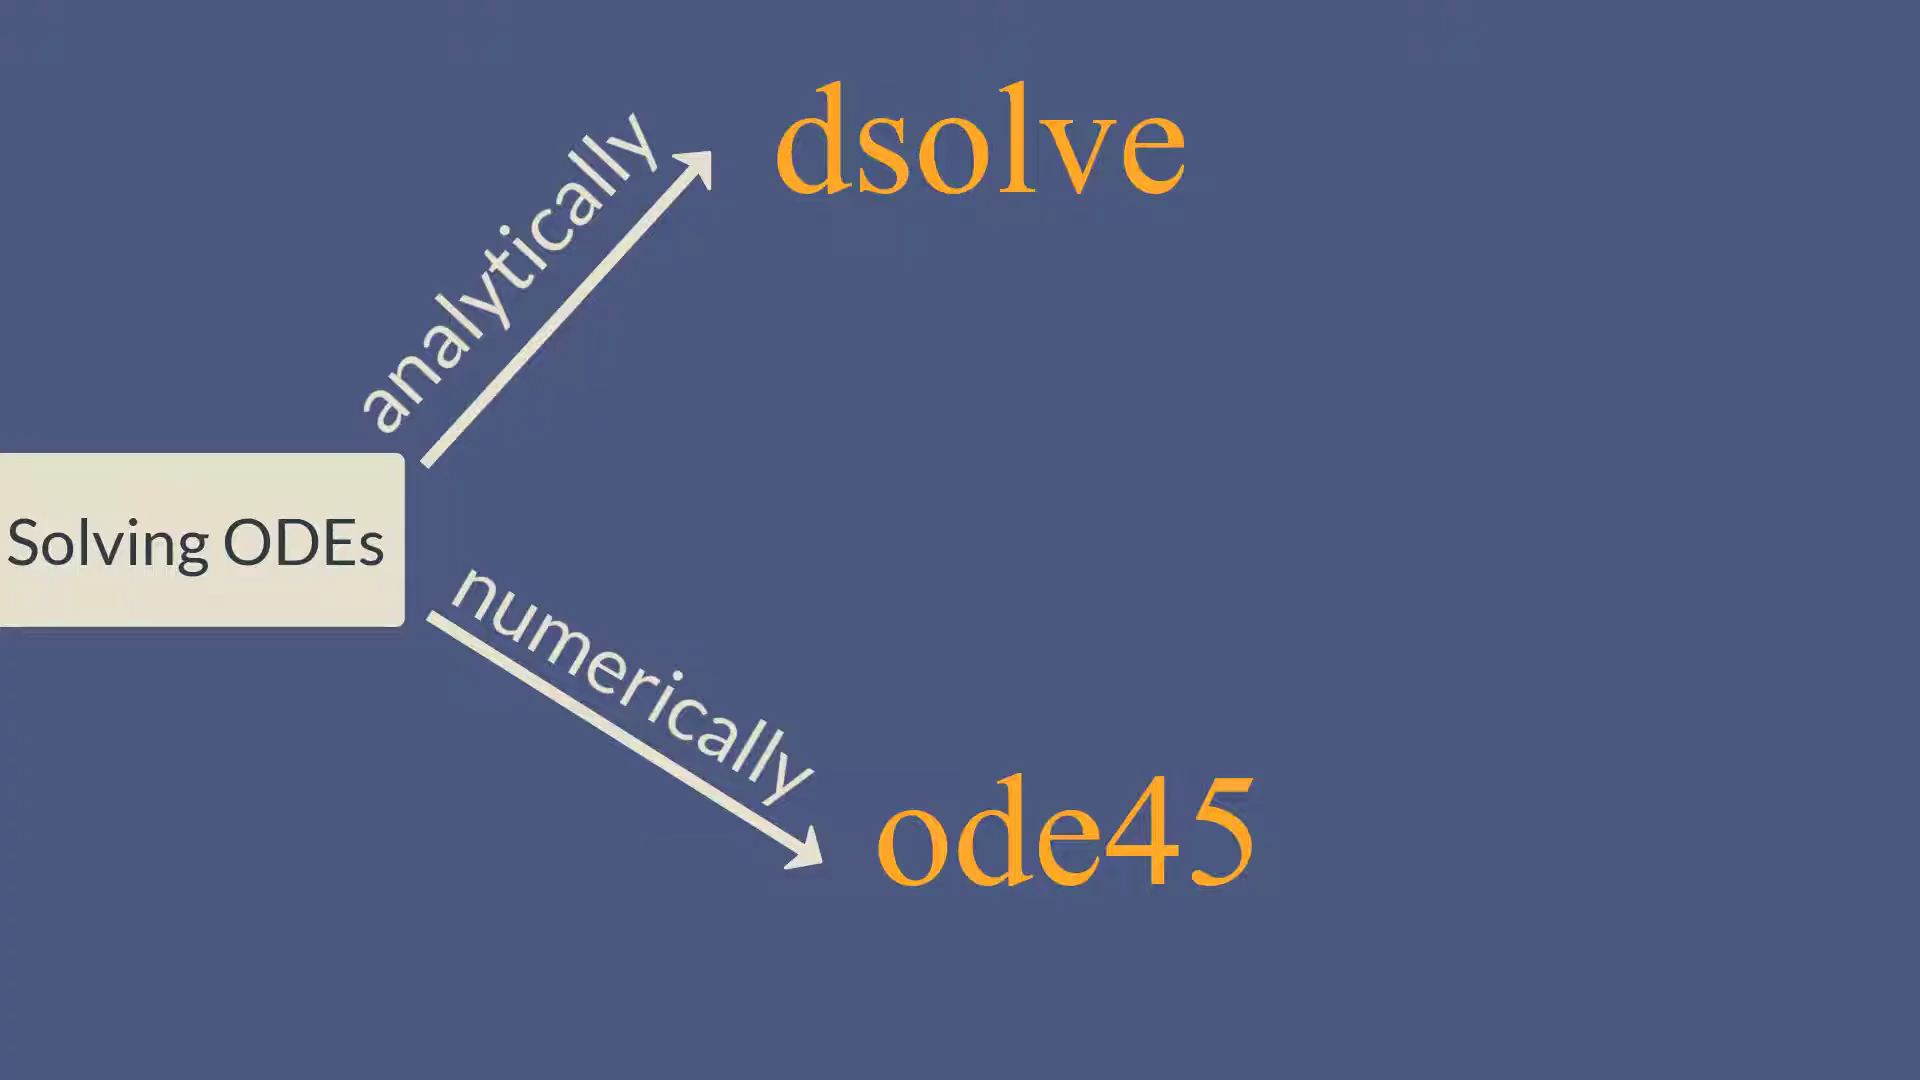 dsolve
analytically
Solving ODEs
numerically
ode45